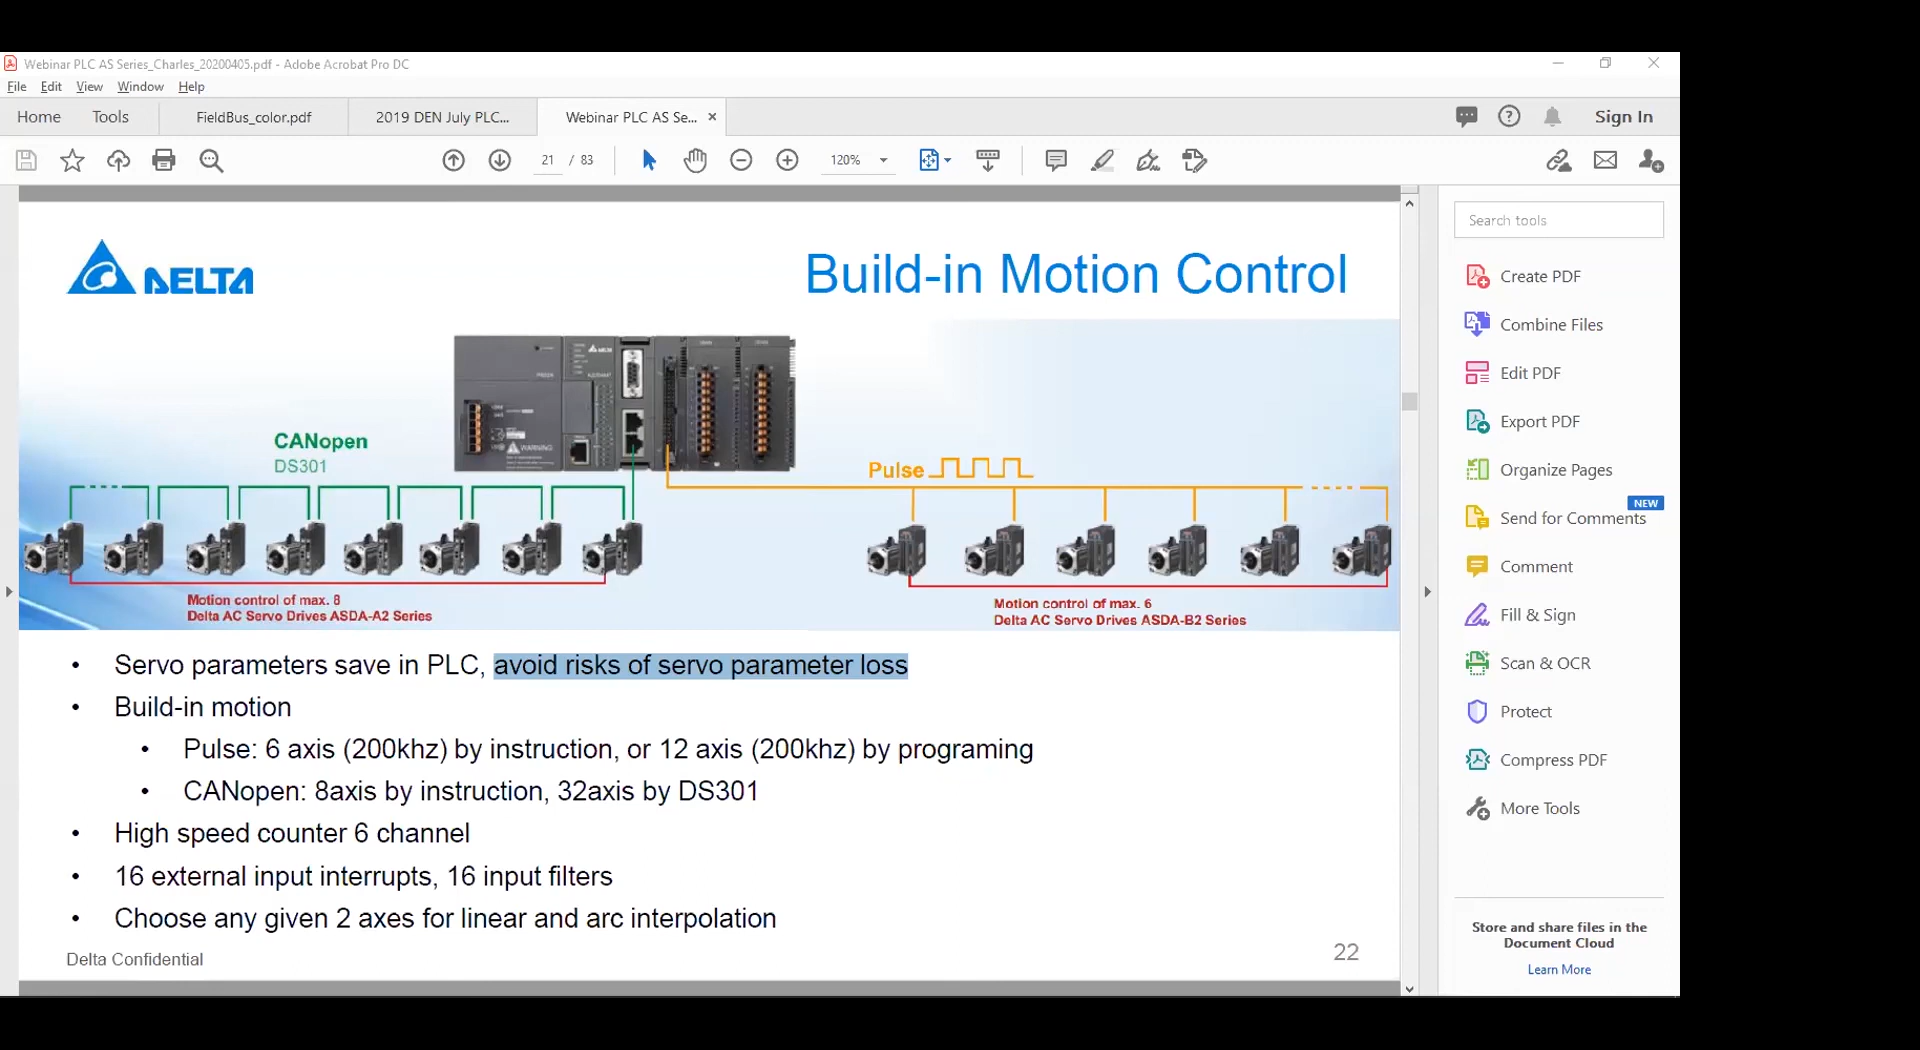 Webinar PLC AS Series_Charles_20200405.pdf - Adobe Acrobat Pro DC
File Edit View Window Help
Home Tools FieldBus_color.pdf 2019 DEN July PLC... Webinar PLC AS Se... × Sign In
21 / 83 120%
Search tools
DELTA
Build-in Motion Control
CANopen
DS301
WARNING
Pulse
Motion control of max. 8
Delta AC Servo Drives ASDA-A2 Series
Motion control of max. 6
Delta AC Servo Drives ASDA-B2 Series
• Servo parameters save in PLC, avoid risks of servo parameter loss
• Build-in motion
• Pulse: 6 axis (200khz) by instruction, or 12 axis (200khz) by programing
• CANopen: 8axis by instruction, 32axis by DS301
• High speed counter 6 channel
• 16 external input interrupts, 16 input filters
• Choose any given 2 axes for linear and arc interpolation
Delta Confidential
22
Create PDF
Combine Files
Edit PDF
Export PDF
Organize Pages
NEW
Send for Comments
Comment
Fill & Sign
Scan & OCR
Protect
Compress PDF
More Tools
Store and share files in the
Document Cloud
Learn More